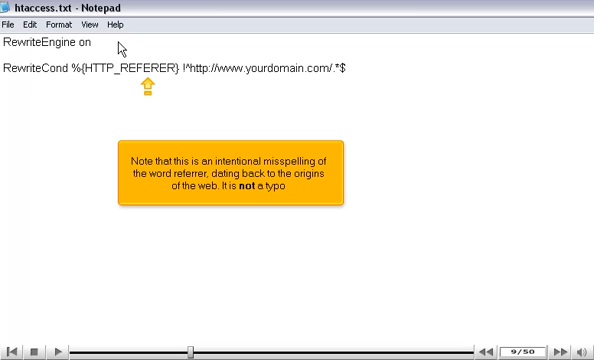 htaccess.txt - Notepad
File Edit Format View Help
RewriteEngine on
RewriteCond %{HTTP_REFERER} !^http://www.yourdomain.com/.*$
Note that this is an intentional misspelling of
the word referrer, dating back to the origins
of the web. It is not a typo
9/50